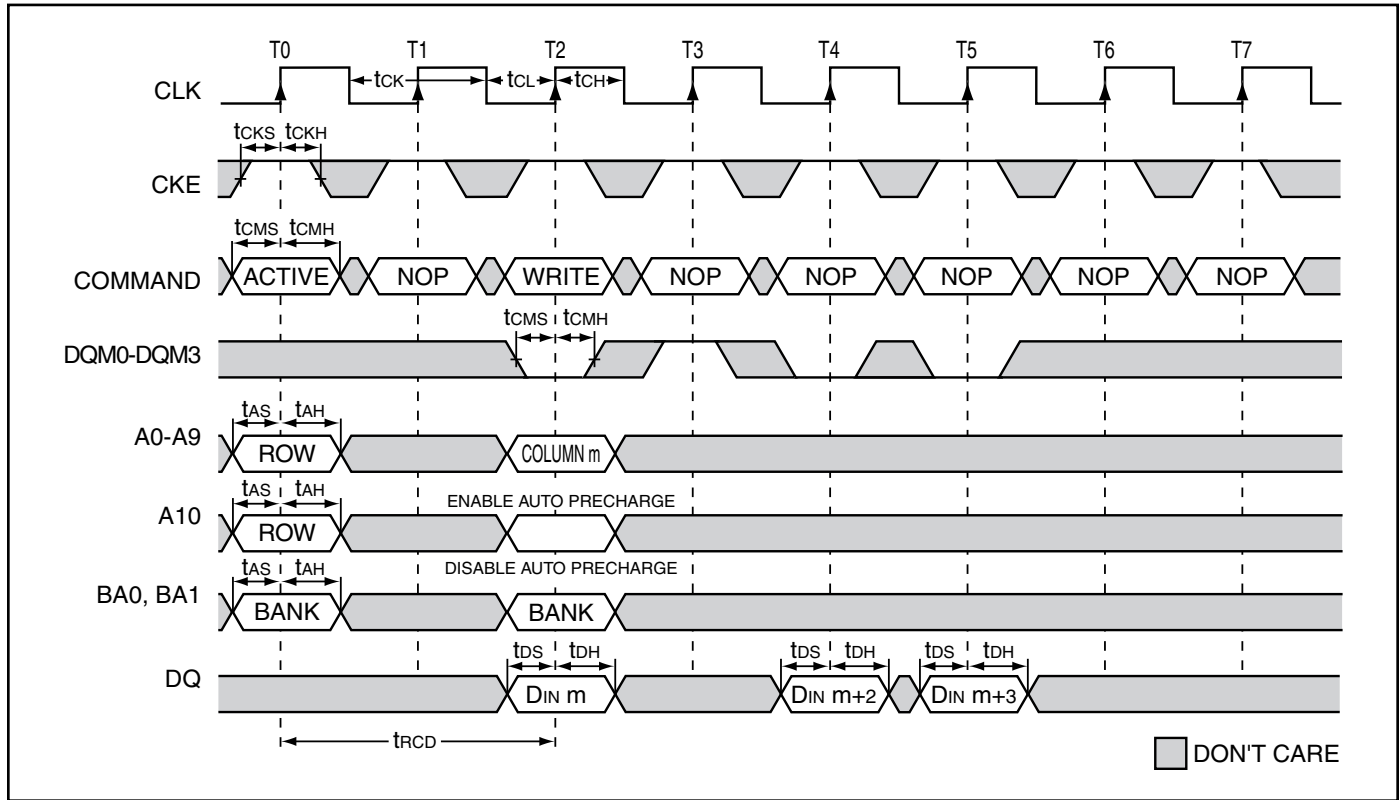 T0 T1 T2 T3 T4 T5 T6 T7
CLK tCK tCL tCH
tCKS tCKH
CKE
tCMS tCMH
COMMAND ACTIVE NOP WRITE NOP NOP NOP NOP NOP
tCMS tCMH
DQM0-DQM3
tAS tAH
A0-A9 ROW COLUMN m
tAS tAH ENABLE AUTO PRECHARGE
A10 ROW
tAS tAH DISABLE AUTO PRECHARGE
BA0, BA1 BANK BANK
tDS tDH tDS tDH tDS tDH
DQ DIN m DIN m+2 DIN m+3
tRCD
DON'T CARE